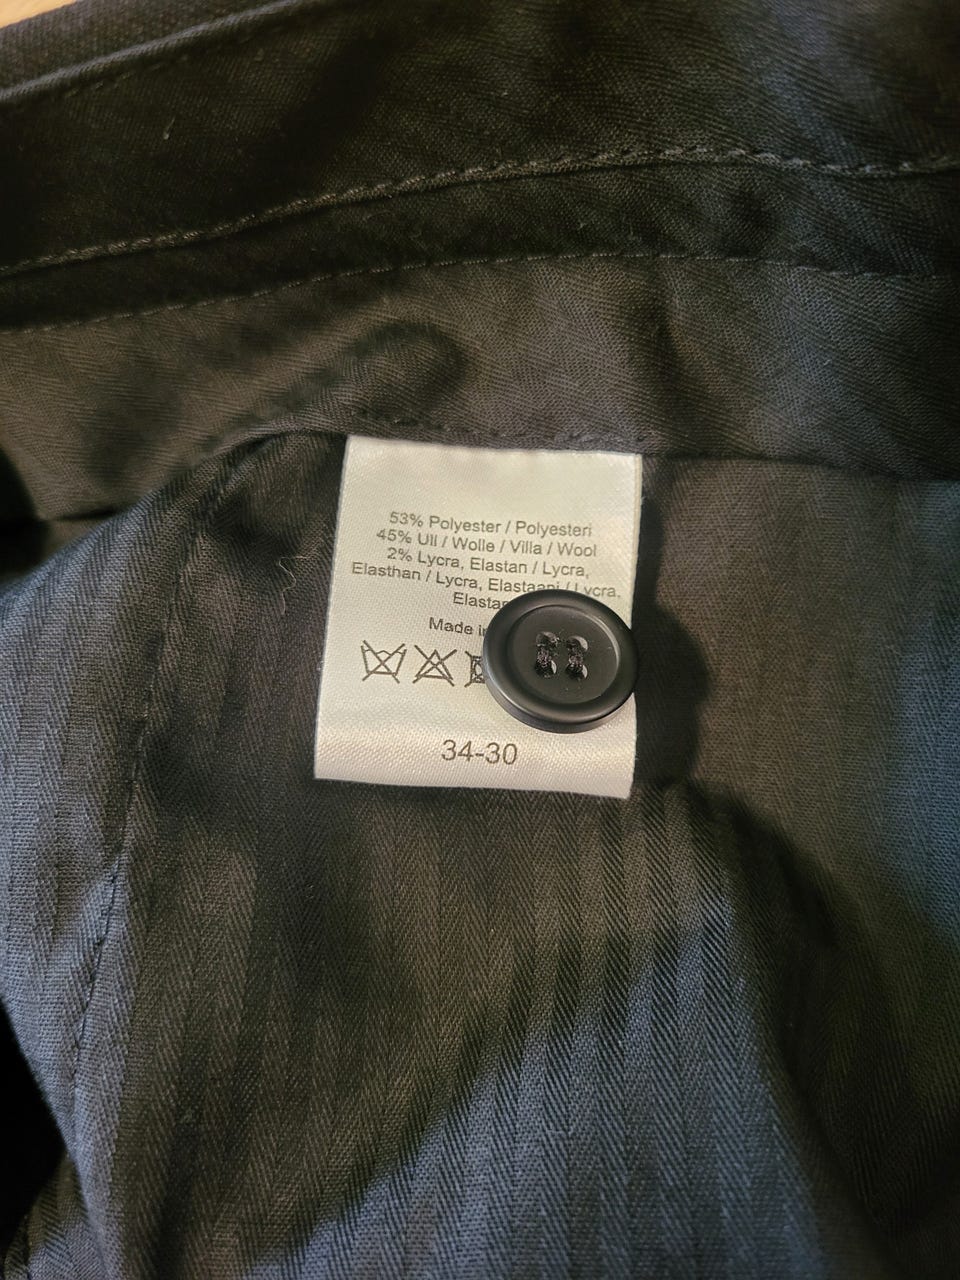 53% Polyester / Polyesteri
45% Ull / Wolle / Villa / Wool
2% Lycra, Elastan / Lycra,
Elasthan / Lycra, Elastaani / Lycra,
Made in
34-30